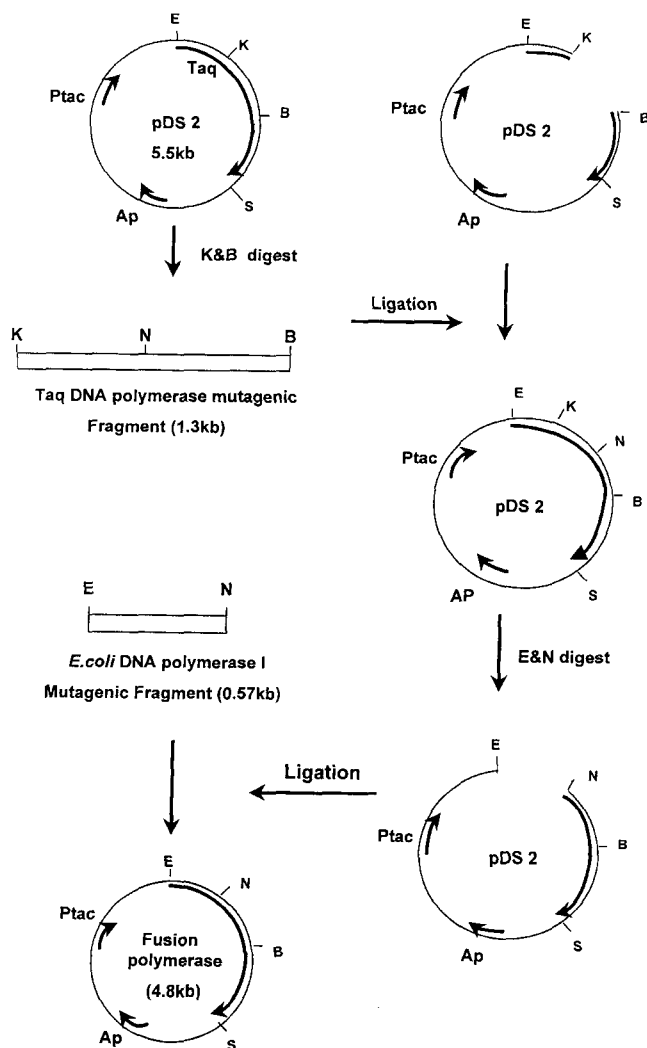 E
K
Taq
Ptac
pDS 2
5.5kb
B
Ap
S
E
K
Ptac
pDS 2
B
Ap
S
K&B digest
Ligation
K N B
Taq DNA polymerase mutagenic
Fragment (1.3kb)
E
K
N
Ptac
pDS 2
B
AP
S
E N
E.coli DNA polymerase I
Mutagenic Fragment (0.57kb)
E&N digest
Ligation
E
N
Ptac
pDS 2
B
Ap
S
E
N
Ptac
Fusion
polymerase
(4.8kb)
B
Ap
S